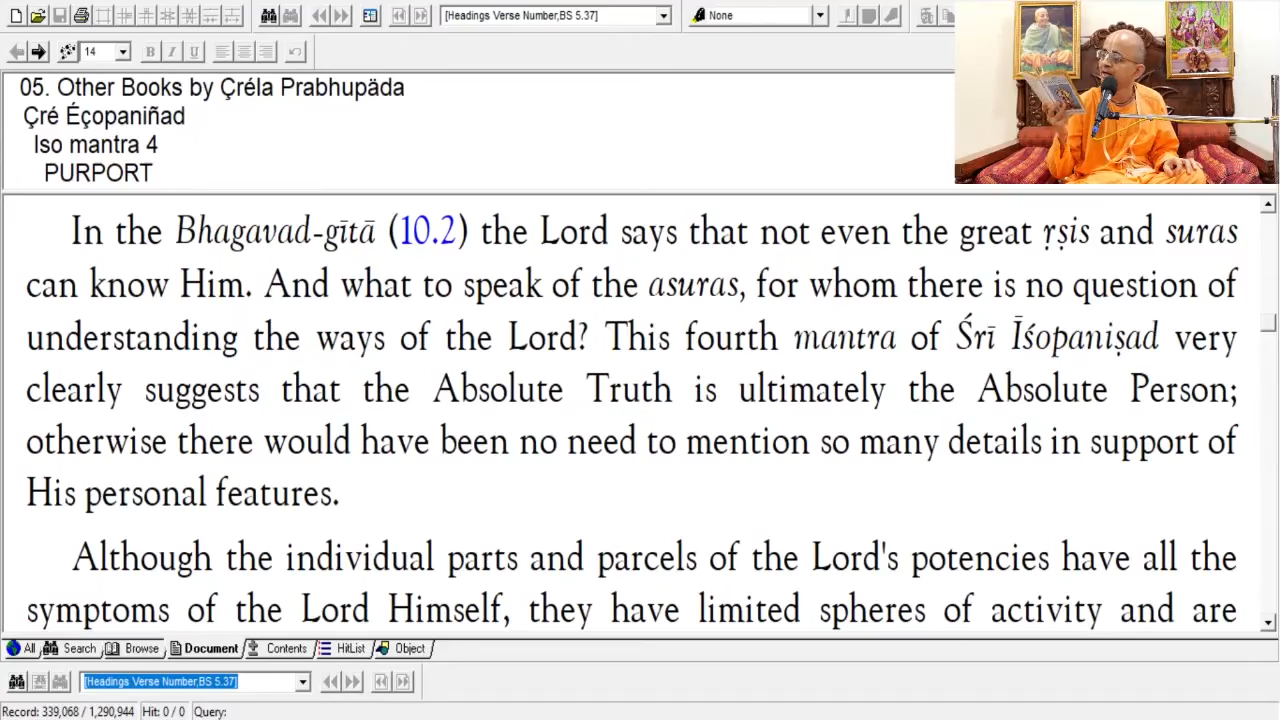 [Headings Verse Number,BS 5.37]
None
14
B I U
05. Other Books by Çréla Prabhupäda
Çré Éçopaniñad
Iso mantra 4
PURPORT
In the Bhagavad-gītā (10.2) the Lord says that not even the great ṛṣis and suras
can know Him. And what to speak of the asuras, for whom there is no question of
understanding the ways of the Lord? This fourth mantra of Śrī Īśopaniṣad very
clearly suggests that the Absolute Truth is ultimately the Absolute Person;
otherwise there would have been no need to mention so many details in support of
His personal features.
Although the individual parts and parcels of the Lord's potencies have all the
symptoms of the Lord Himself, they have limited spheres of activity and are
All Search Browse Document Contents HitList Object
[Headings Verse Number,BS 5.37]
Record: 339,068 / 1,290,944 Hit: 0 / 0 Query: